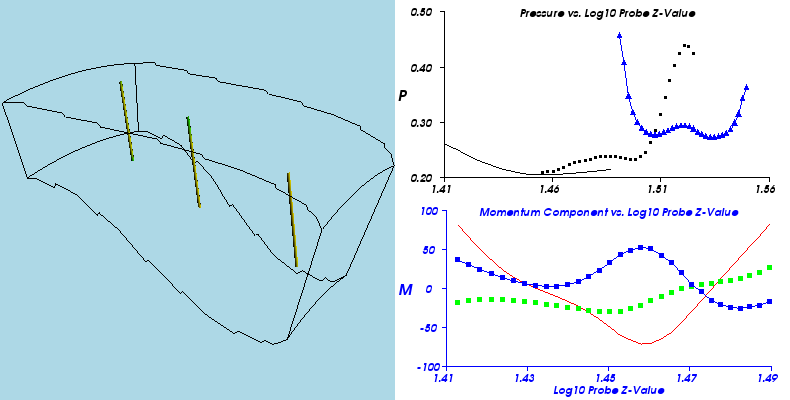 Pressure vs. Log10 Probe Z-Value
0.50
0.40
P
0.30
0.20
1.41 1.46 1.51 1.56
Momentum Component vs. Log10 Probe Z-Value
100
50
M 0
-50
-100
1.41 1.43 1.45 1.47 1.49
Log10 Probe Z-Value